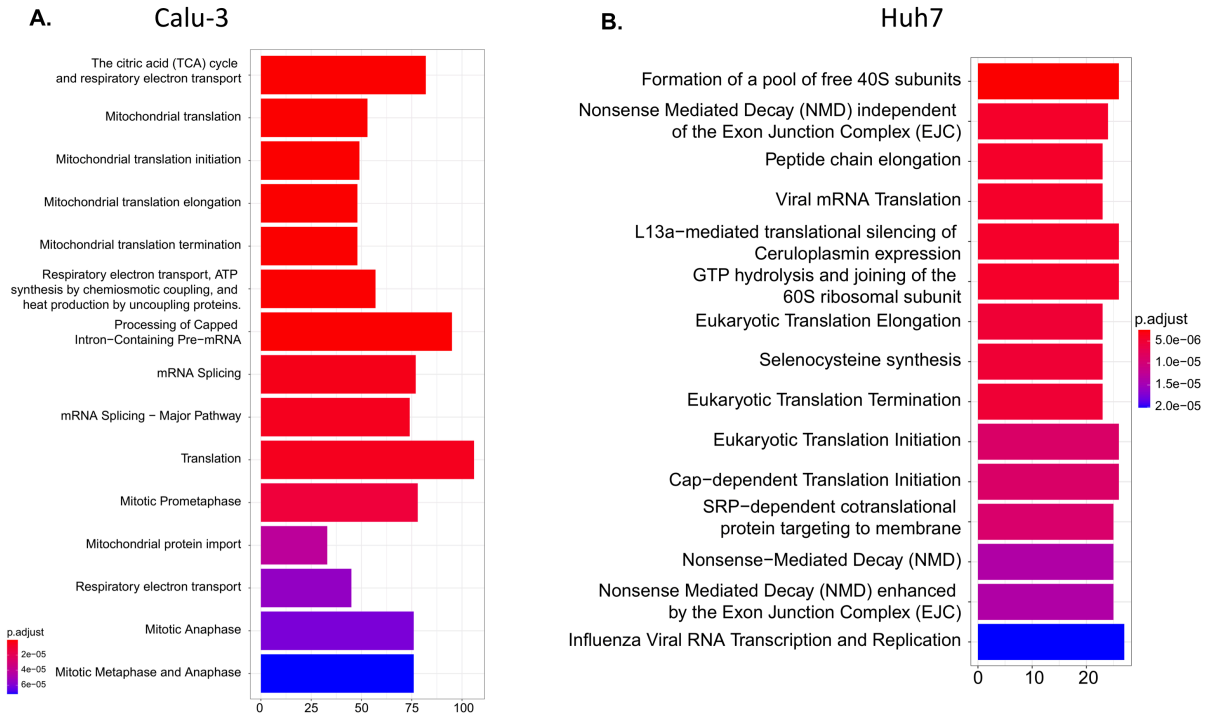 A.
Calu-3
The citric acid (TCA) cycle
and respiratory electron transport
Mitochondrial translation
Mitochondrial translation initiation
Mitochondrial translation elongation
Mitochondrial translation termination
Respiratory electron transport, ATP
synthesis by chemiosmotic coupling, and
heat production by uncoupling proteins.
Processing of Capped
Intron−Containing Pre−mRNA
mRNA Splicing
mRNA Splicing − Major Pathway
Translation
Mitotic Prometaphase
Mitochondrial protein import
Respiratory electron transport
Mitotic Anaphase
Mitotic Metaphase and Anaphase
0 25 50 75 100
p.adjust
2e−05
4e−05
6e−05
B.
Huh7
Formation of a pool of free 40S subunits
Nonsense Mediated Decay (NMD) independent
of the Exon Junction Complex (EJC)
Peptide chain elongation
Viral mRNA Translation
L13a−mediated translational silencing of
Ceruloplasmin expression
GTP hydrolysis and joining of the
60S ribosomal subunit
Eukaryotic Translation Elongation
Selenocysteine synthesis
Eukaryotic Translation Termination
Eukaryotic Translation Initiation
Cap−dependent Translation Initiation
SRP−dependent cotranslational
protein targeting to membrane
Nonsense−Mediated Decay (NMD)
Nonsense Mediated Decay (NMD) enhanced
by the Exon Junction Complex (EJC)
Influenza Viral RNA Transcription and Replication
0 10 20
p.adjust
5.0e−06
1.0e−05
1.5e−05
2.0e−05